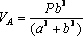 V_A = Pb³ / (a³ + b³)